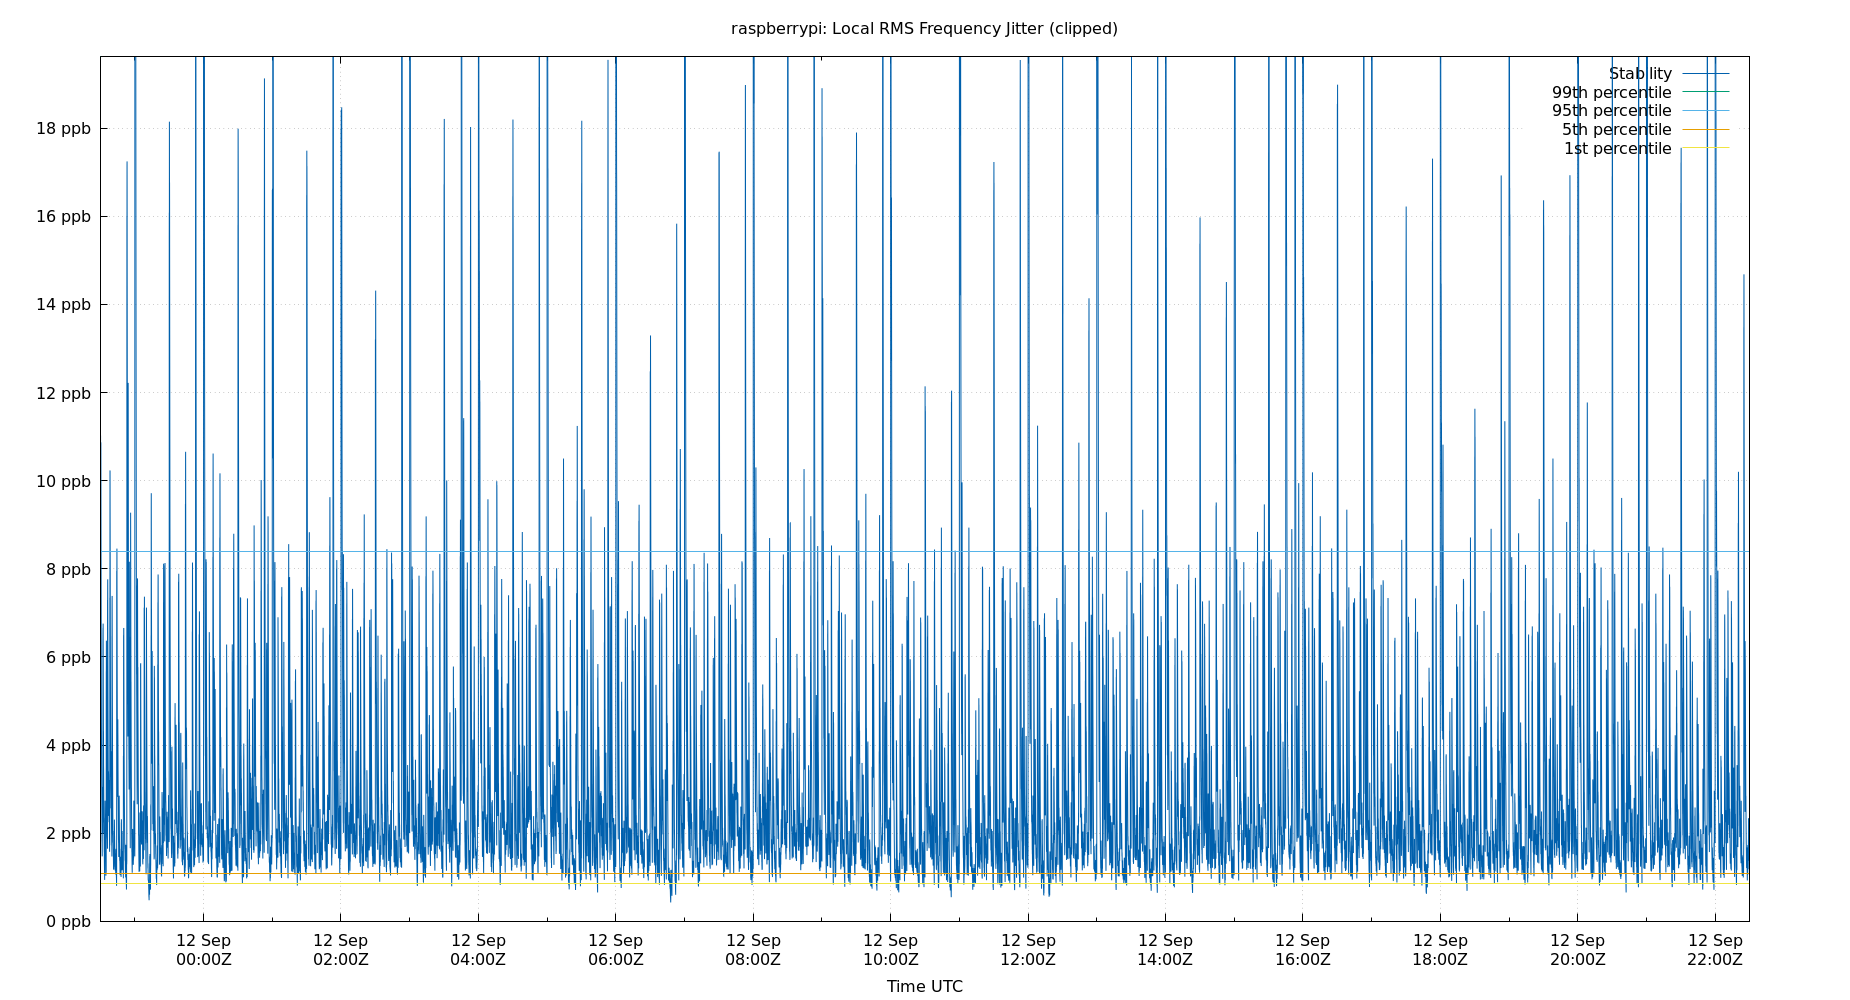 raspberrypi: Local RMS Frequency Jitter (clipped)
Stability
99th percentile
95th percentile
5th percentile
1st percentile
18 ppb
16 ppb
14 ppb
12 ppb
10 ppb
8 ppb
6 ppb
4 ppb
2 ppb
0 ppb
12 Sep 12 Sep 12 Sep 12 Sep 12 Sep 12 Sep 12 Sep 12 Sep 12 Sep 12 Sep 12 Sep 12 Sep
00:00Z 02:00Z 04:00Z 06:00Z 08:00Z 10:00Z 12:00Z 14:00Z 16:00Z 18:00Z 20:00Z 22:00Z
Time UTC